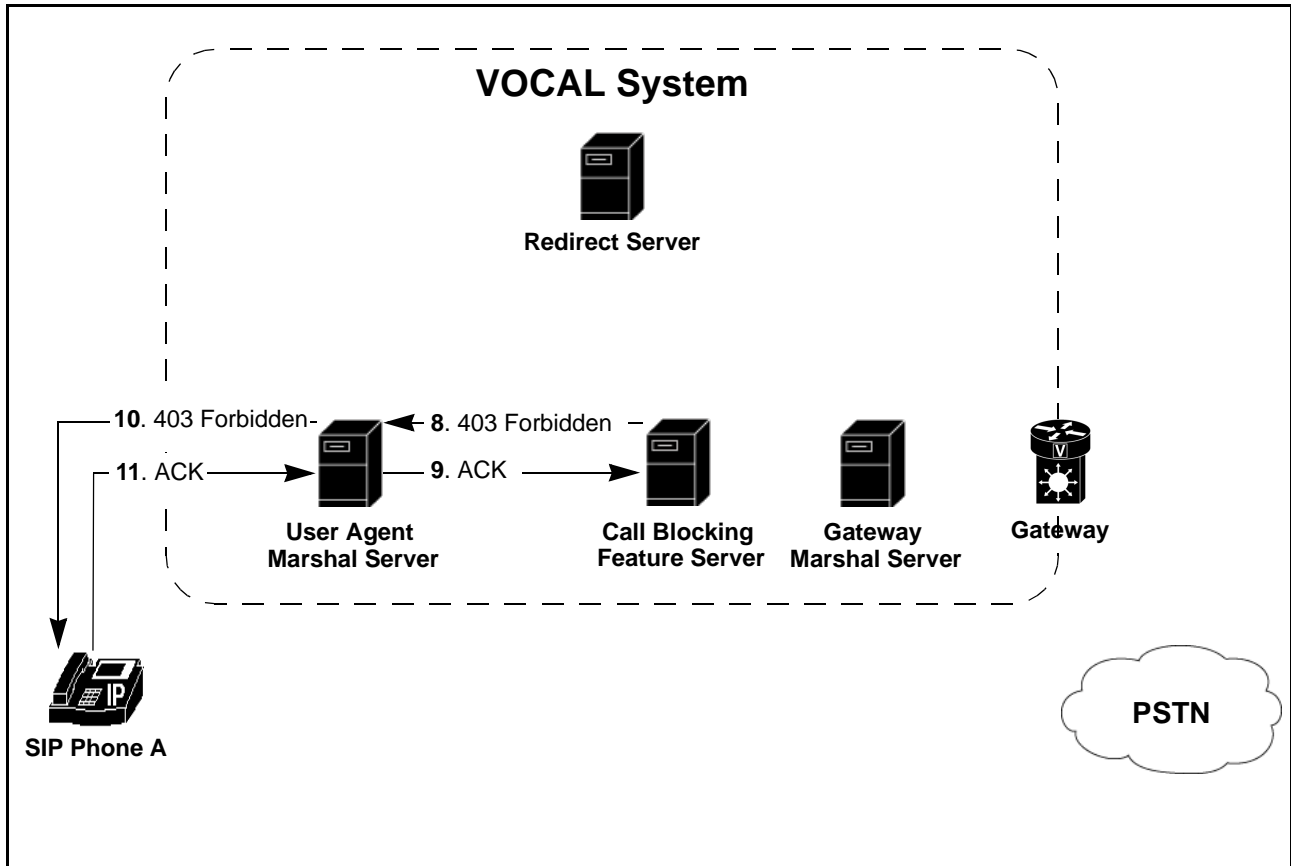 VOCAL System
Redirect Server
10. 403 Forbidden
8. 403 Forbidden
11. ACK
9. ACK
V
User Agent
Marshal Server
Call Blocking
Feature Server
Gateway
Marshal Server
Gateway
IP
SIP Phone A
PSTN